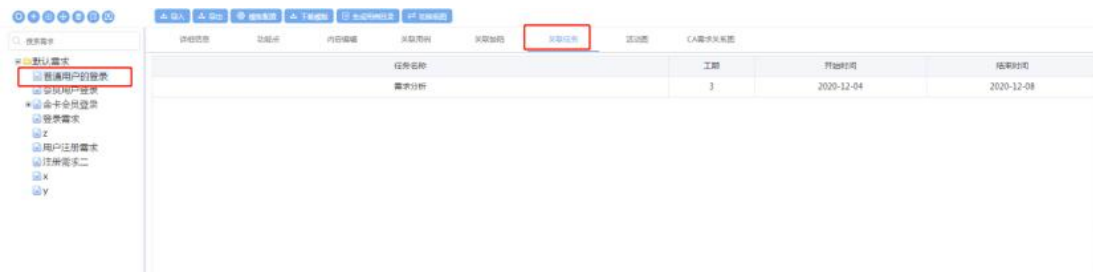 导入 导出 模板配置 下载模板 生成用例目录 切换视图
搜索需求
详细信息 功能点 内容编辑 关联用例 关联缺陷 关联任务 活动图 CA需求关系图
默认需求
普通用户的登录
会员用户登录
金卡会员登录
登录需求
z
用户注册需求
注册需求二
x
y
任务名称 工期 开始时间 结束时间
需求分析 3 2020-12-04 2020-12-08